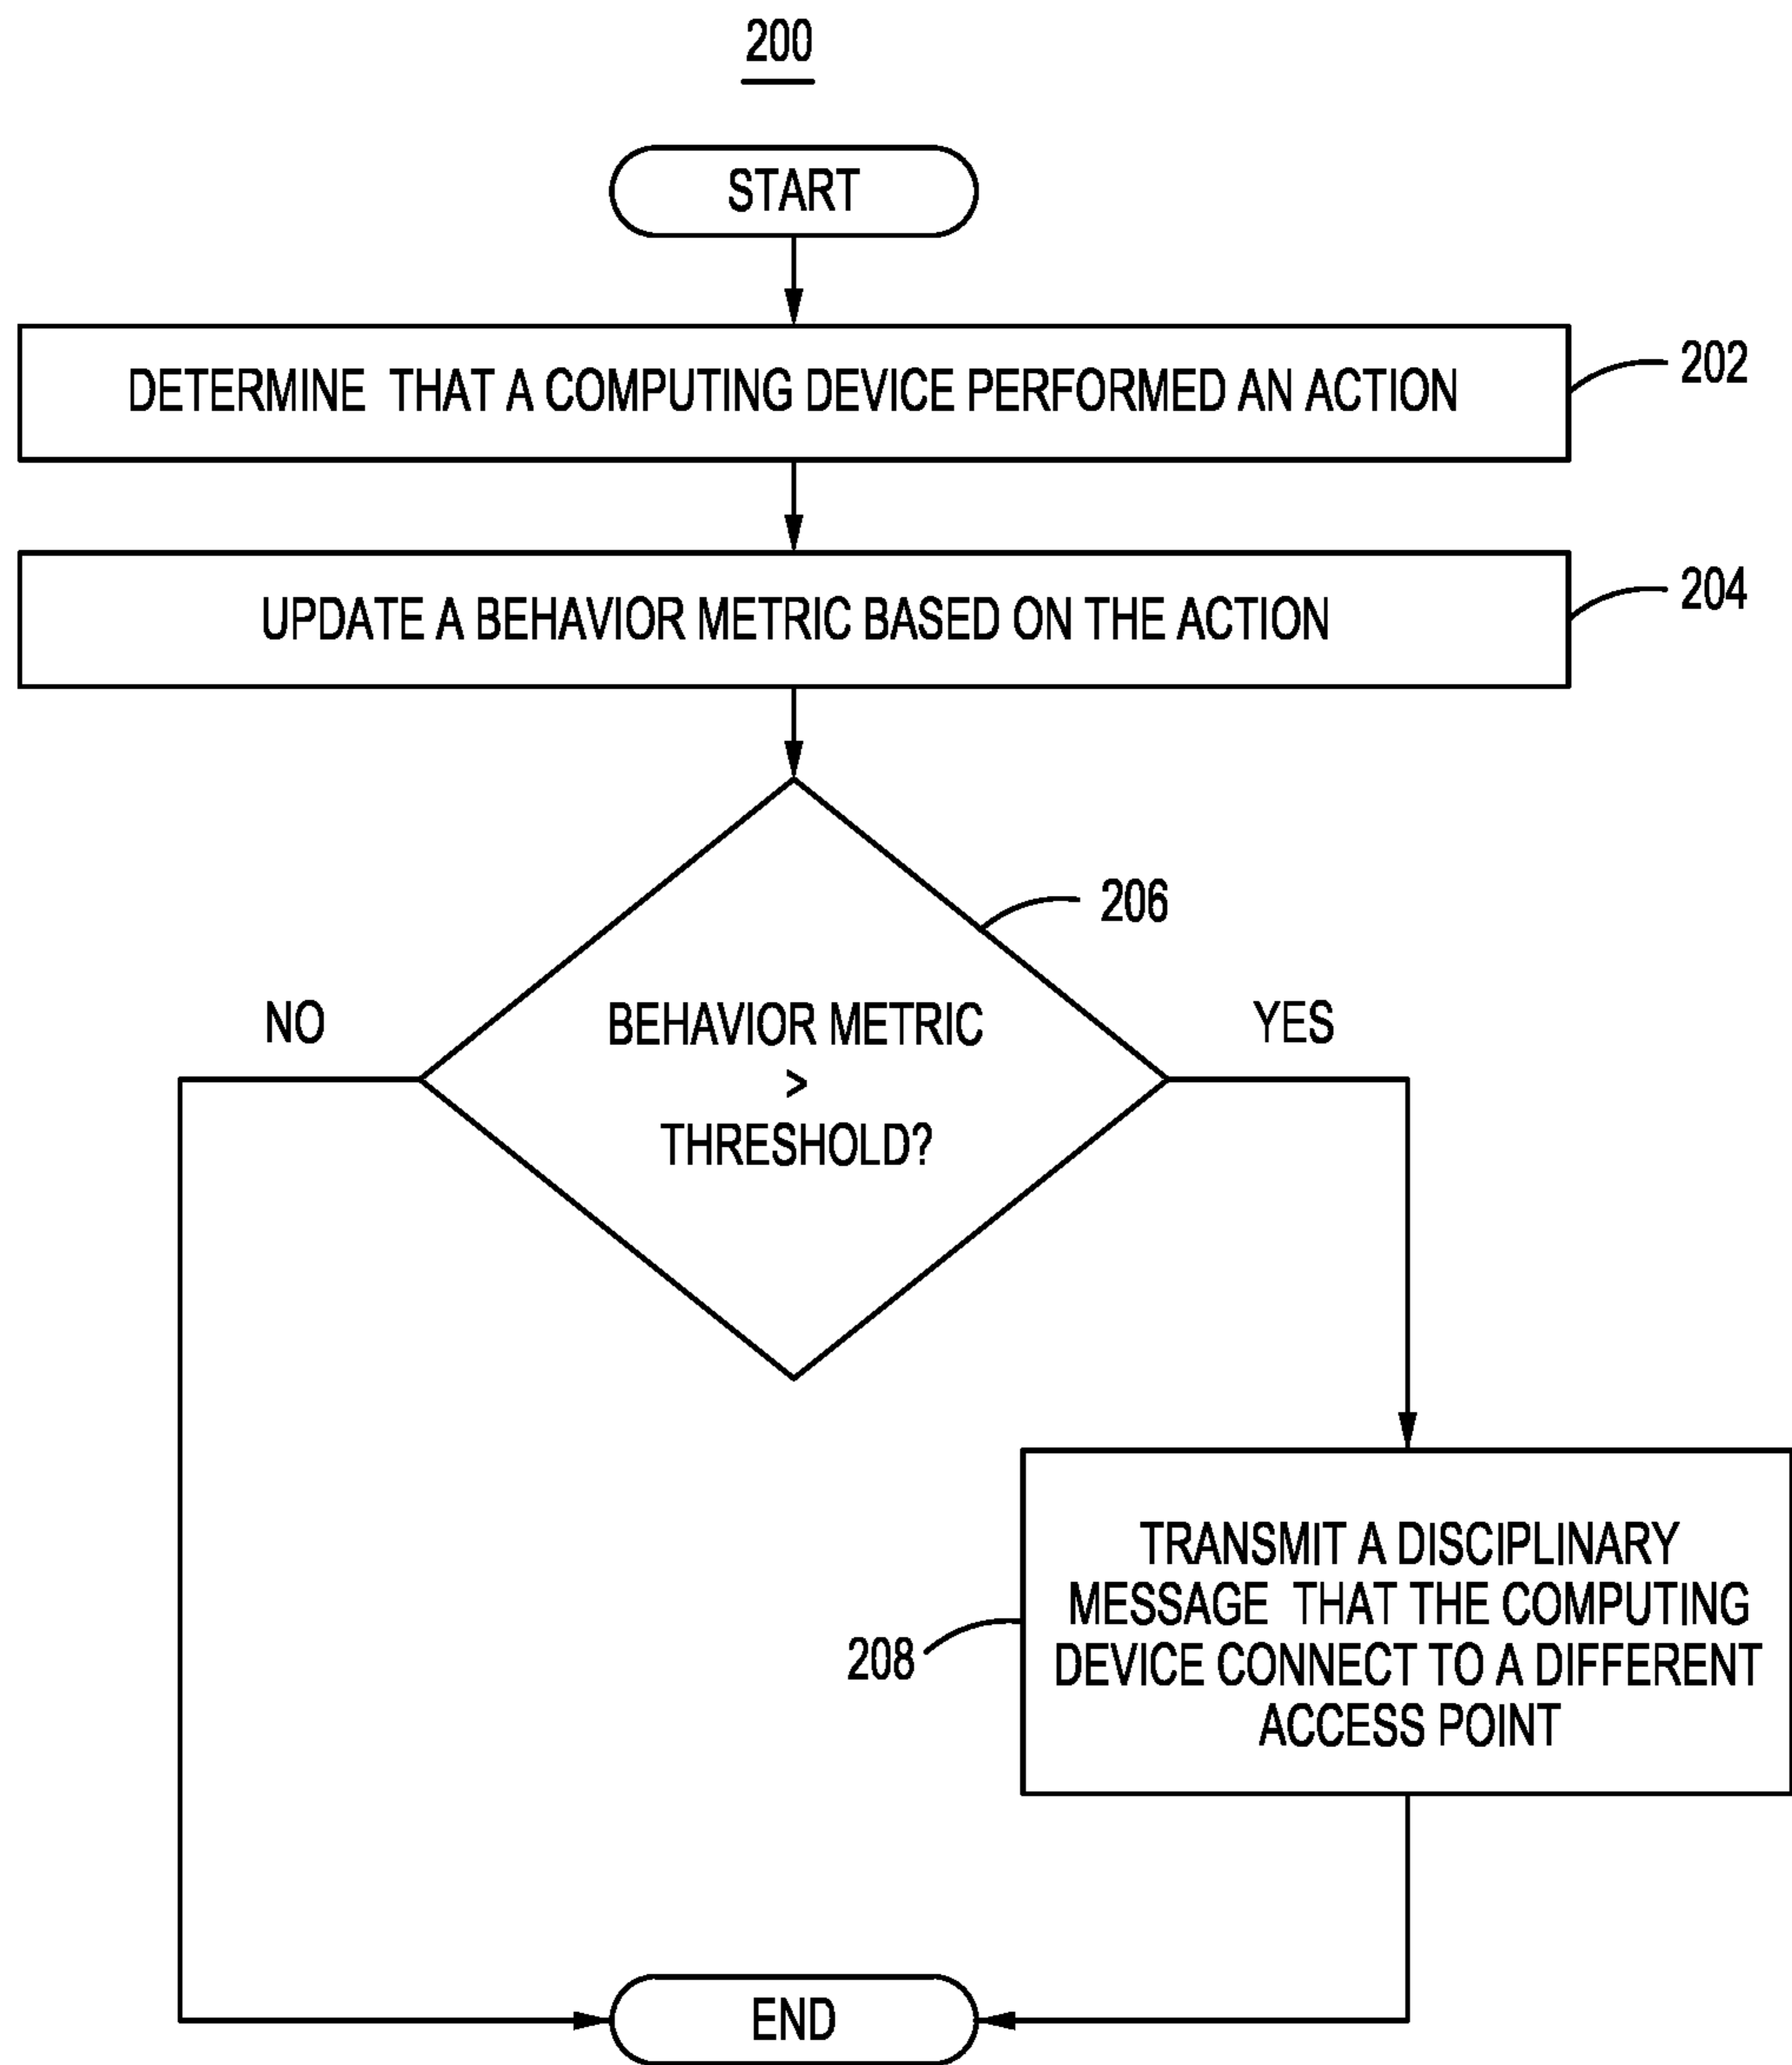 200
START
DETERMINE THAT A COMPUTING DEVICE PERFORMED AN ACTION
202
UPDATE A BEHAVIOR METRIC BASED ON THE ACTION
204
206
NO
BEHAVIOR METRIC
>
THRESHOLD?
YES
TRANSMIT A DISCIPLINARY
MESSAGE THAT THE COMPUTING
DEVICE CONNECT TO A DIFFERENT
ACCESS POINT
208
END